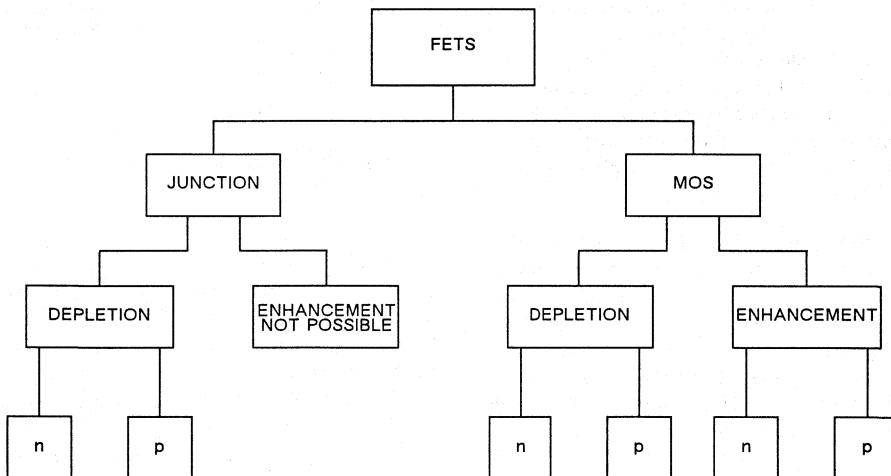 FETS
JUNCTION
MOS
DEPLETION
ENHANCEMENT
NOT POSSIBLE
DEPLETION
ENHANCEMENT
n
p
n
p
n
p